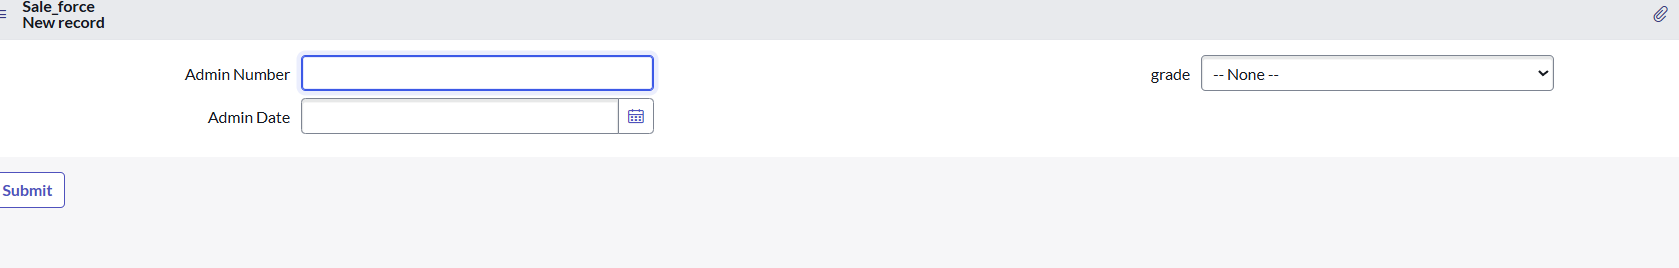 Sale_force
New record
Admin Number
grade
-- None --
Admin Date
Submit